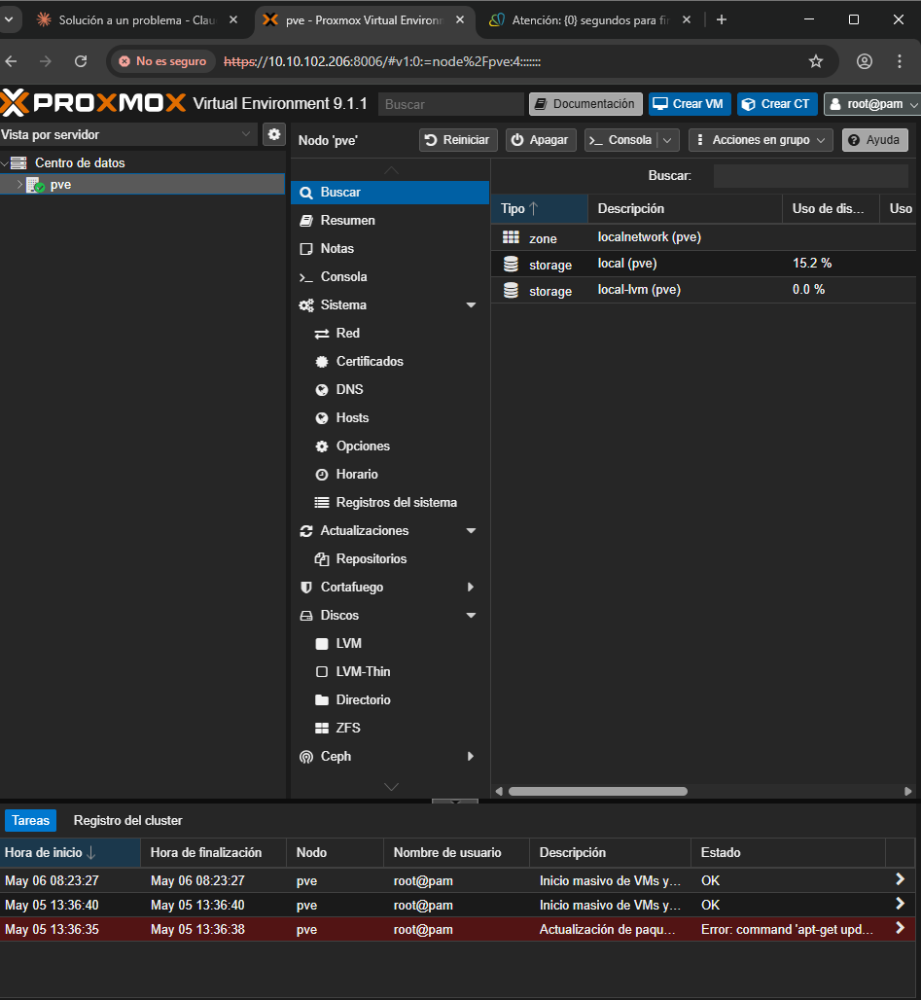 Solución a un problema - Clau
pve - Proxmox Virtual Environm
Atención: {0} segundos para fin
No es seguro
https://10.10.102.206:8006/#v1:0:=node%2Fpve:4:::::::
PROXMOX Virtual Environment 9.1.1
Buscar
Documentación
Crear VM
Crear CT
root@pam
Vista por servidor
Centro de datos
pve
Nodo 'pve'
Reiniciar
Apagar
Consola
Acciones en grupo
Ayuda
Buscar
Resumen
Notas
Consola
Sistema
Red
Certificados
DNS
Hosts
Opciones
Horario
Registros del sistema
Actualizaciones
Repositorios
Cortafuego
Discos
LVM
LVM-Thin
Directorio
ZFS
Ceph
Buscar:
Tipo Descripción Uso de dis... Uso
zone localnetwork (pve)
storage local (pve) 15.2 %
storage local-lvm (pve) 0.0 %
Tareas Registro del cluster
Hora de inicio Hora de finalización Nodo Nombre de usuario Descripción Estado
May 06 08:23:27 May 06 08:23:27 pve root@pam Inicio masivo de VMs y... OK
May 05 13:36:40 May 05 13:36:40 pve root@pam Inicio masivo de VMs y... OK
May 05 13:36:35 May 05 13:36:38 pve root@pam Actualización de paqu... Error: command 'apt-get upd...